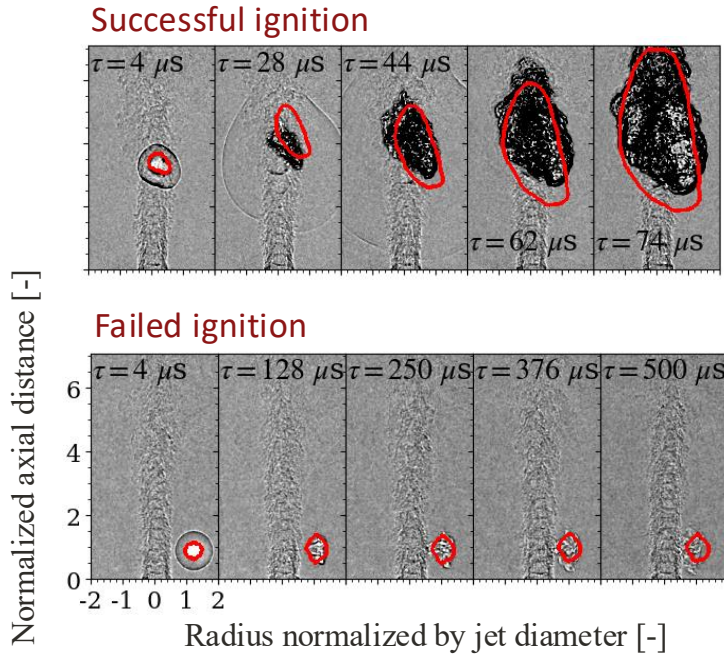 Successful ignition
τ = 4 μs τ = 28 μs τ = 44 μs
τ = 62 μs τ = 74 μs
Failed ignition
τ = 4 μs τ = 128 μs τ = 250 μs τ = 376 μs τ = 500 μs
6
4
2
0
-2 -1 0 1 2
Normalized axial distance [-]
Radius normalized by jet diameter [-]